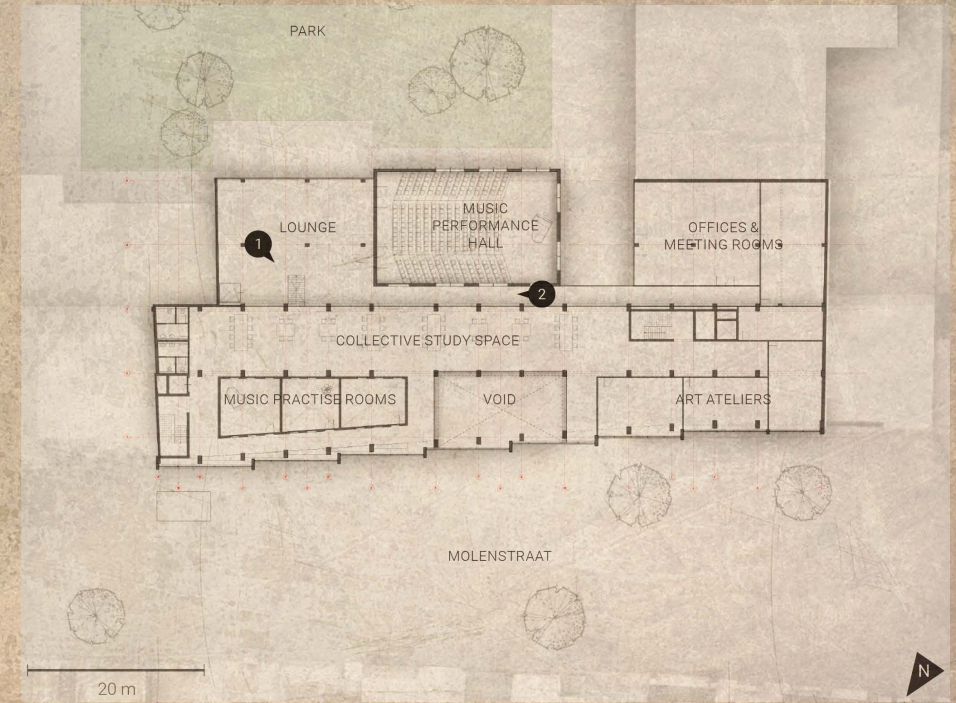 PARK
LOUNGE
MUSIC
PERFORMANCE
HALL
OFFICES &
MEETING ROOMS
1
2
COLLECTIVE STUDY SPACE
MUSIC PRACTISE ROOMS
VOID
ART ATELIERS
MOLENSTRAAT
20 m
N